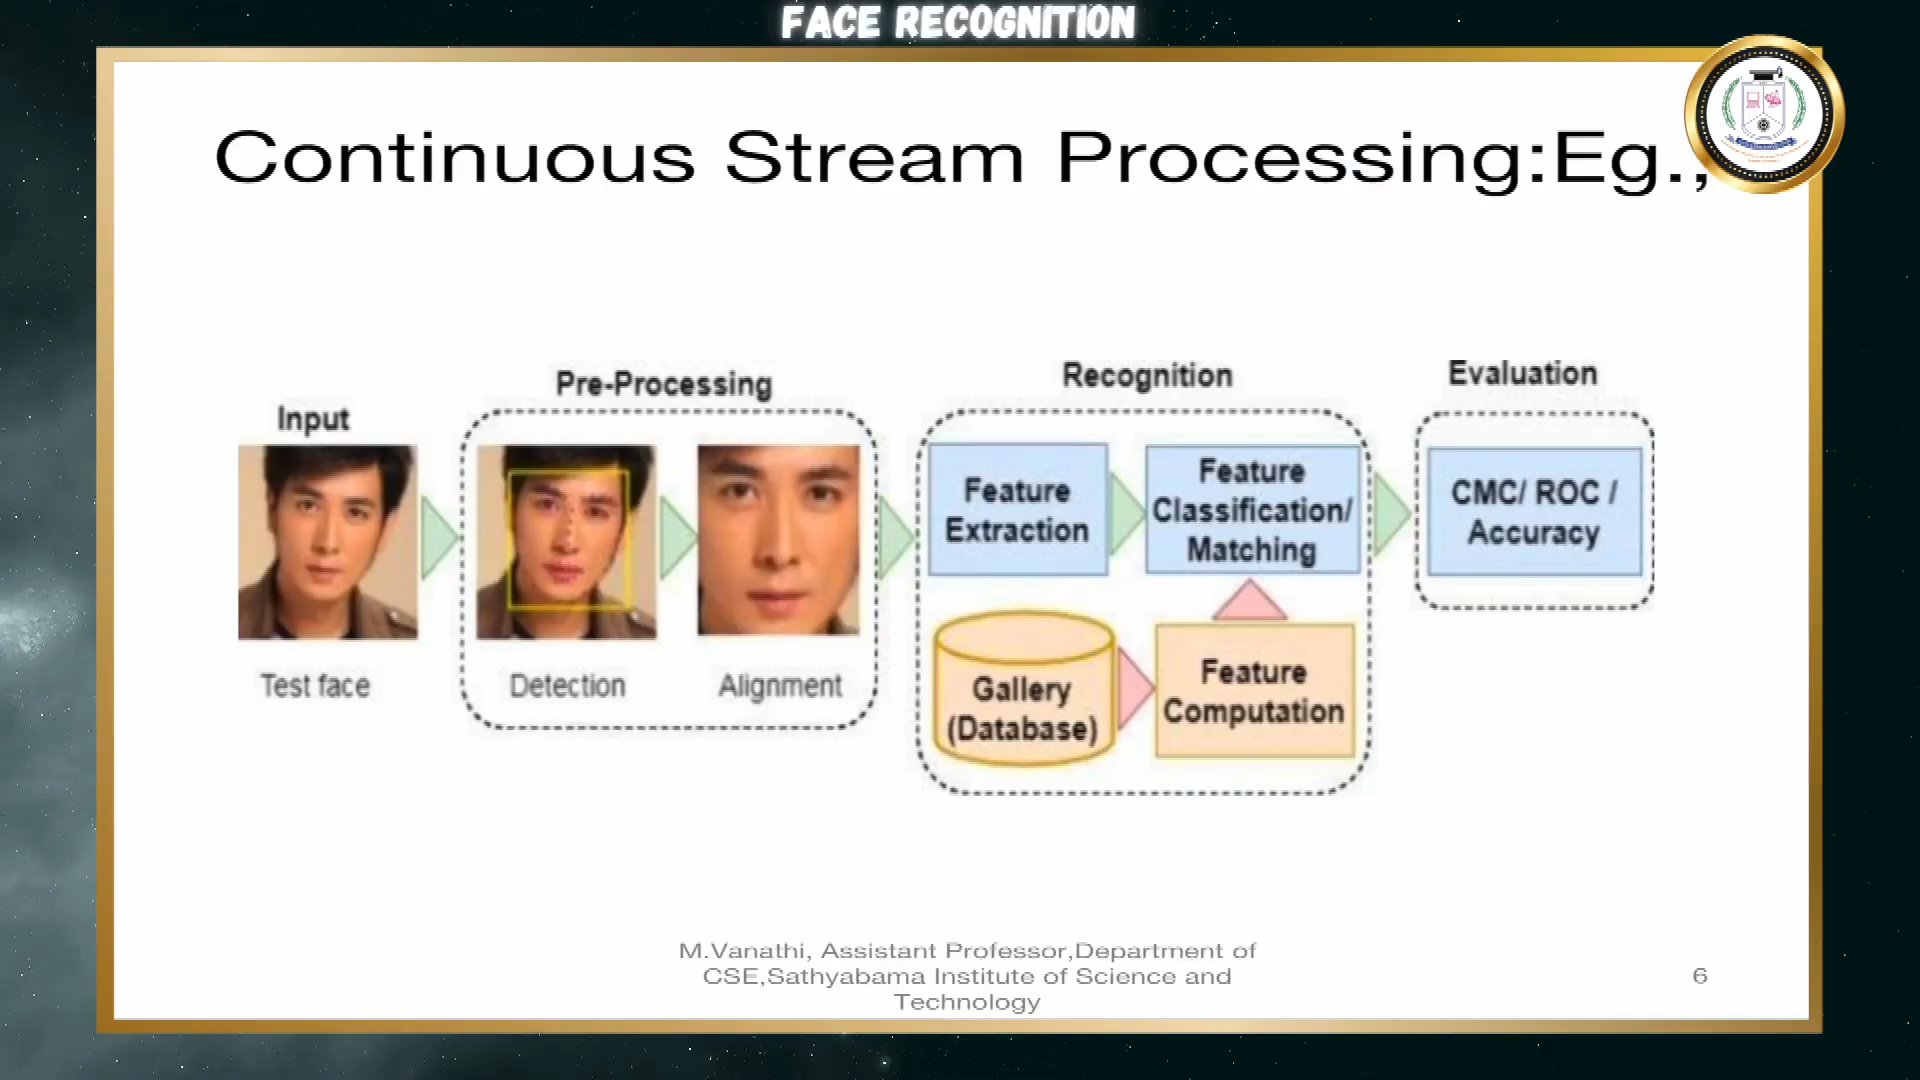 FACE RECOGNITION
Continuous Stream Processing:Eg.,
Input
Test face
Pre-Processing
Detection
Alignment
Recognition
Feature
Extraction
Feature
Classification/
Matching
Gallery
(Database)
Feature
Computation
Evaluation
CMC/ ROC /
Accuracy
M.Vanathi, Assistant Professor,Department of
CSE,Sathyabama Institute of Science and
Technology
6